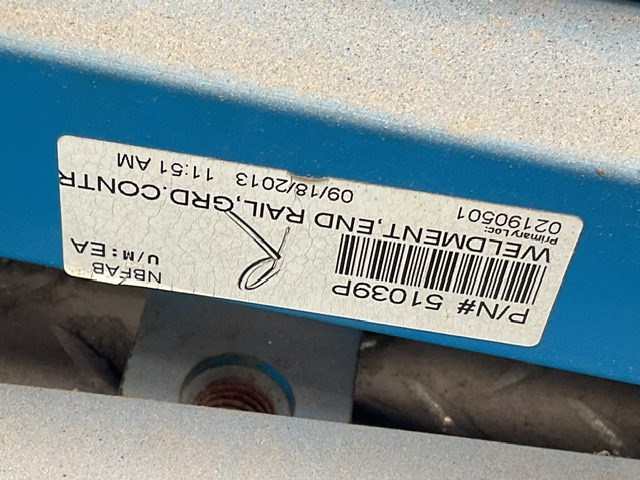 P/N# 51039P
NBFAB
U/M: EA
WELDMENT,END RAIL,GRD.CONTR
Primary Loc:
02190501
09/18/2013, 11:51 AM